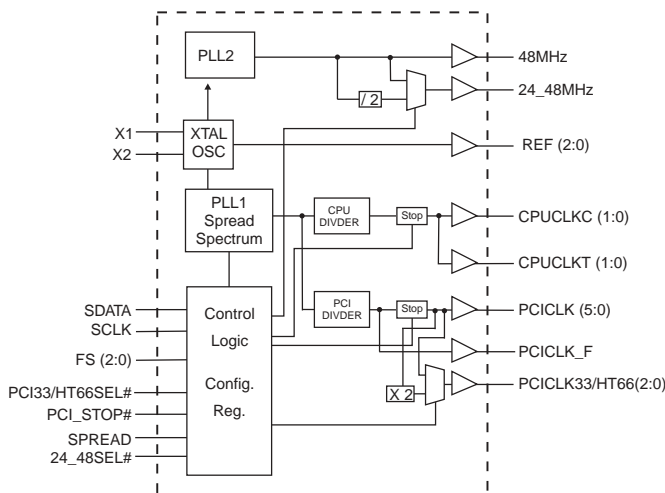 PLL2
48MHz
/ 2
24_48MHz
X1
X2
XTAL
OSC
REF (2:0)
PLL1
Spread
Spectrum
CPU
DIVDER
Stop
CPUCLKC (1:0)
CPUCLKT (1:0)
SDATA
SCLK
FS (2:0)
PCI33/HT66SEL#
PCI_STOP#
SPREAD
24_48SEL#
Control
Logic
Config.
Reg.
PCI
DIVDER
Stop
X 2
PCICLK (5:0)
PCICLK_F
PCICLK33/HT66(2:0)